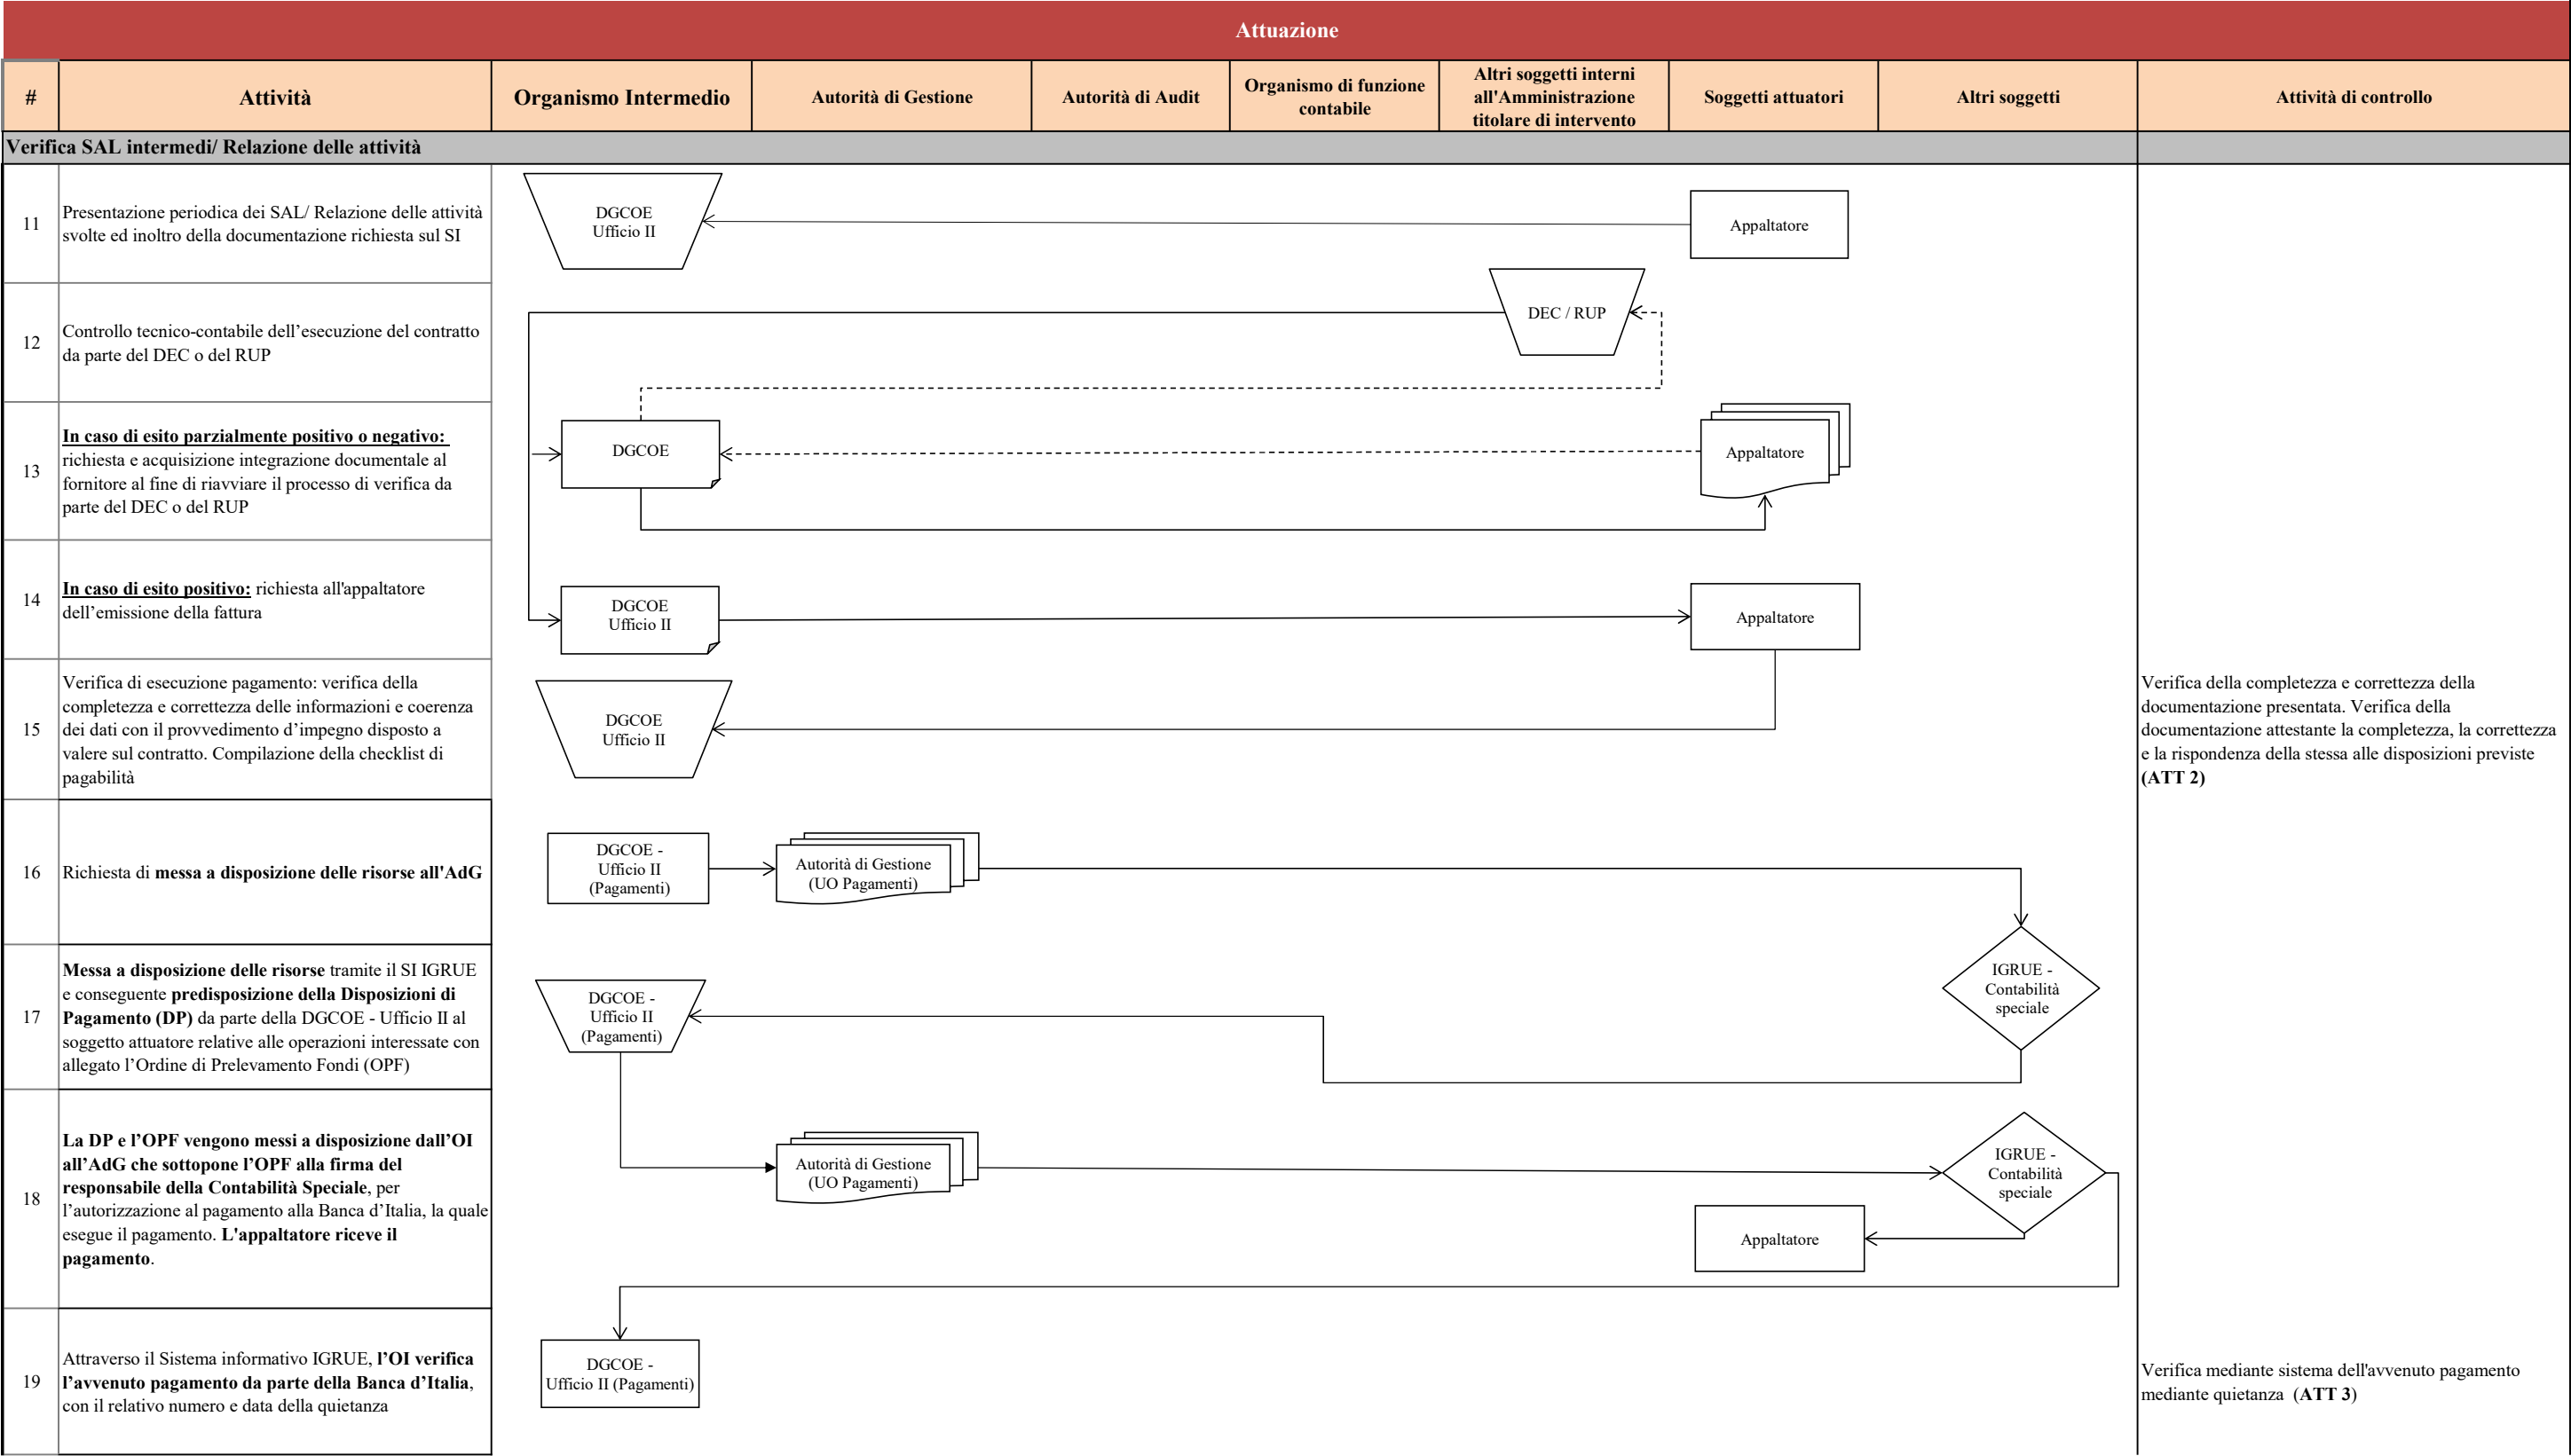 Attuazione
#
Attività
Organismo Intermedio
Autorità di Gestione
Autorità di Audit
Organismo di funzione
contabile
Altri soggetti interni
all'Amministrazione
titolare di intervento
Soggetti attuatori
Altri soggetti
Attività di controllo
Verifica SAL intermedi/ Relazione delle attività
11
Presentazione periodica dei SAL/ Relazione delle attività
svolte ed inoltro della documentazione richiesta sul SI
DGCOE
Ufficio II
Appaltatore
12
Controllo tecnico-contabile dell’esecuzione del contratto
da parte del DEC o del RUP
DEC / RUP
13
In caso di esito parzialmente positivo o negativo:
richiesta e acquisizione integrazione documentale al
fornitore al fine di riavviare il processo di verifica da
parte del DEC o del RUP
DGCOE
Appaltatore
14
In caso di esito positivo: richiesta all'appaltatore
dell’emissione della fattura
DGCOE
Ufficio II
Appaltatore
15
Verifica di esecuzione pagamento: verifica della
completezza e correttezza delle informazioni e coerenza
dei dati con il provvedimento d’impegno disposto a
valere sul contratto. Compilazione della checklist di
pagabilità
DGCOE
Ufficio II
Verifica della completezza e correttezza della
documentazione presentata. Verifica della
documentazione attestante la completezza, la correttezza
e la rispondenza della stessa alle disposizioni previste
(ATT 2)
16
Richiesta di messa a disposizione delle risorse all'AdG
DGCOE -
Ufficio II
(Pagamenti)
Autorità di Gestione
(UO Pagamenti)
17
Messa a disposizione delle risorse tramite il SI IGRUE
e conseguente predisposizione della Disposizioni di
Pagamento (DP) da parte della DGCOE - Ufficio II al
soggetto attuatore relative alle operazioni interessate con
allegato l’Ordine di Prelevamento Fondi (OPF)
DGCOE -
Ufficio II
(Pagamenti)
IGRUE -
Contabilità
speciale
18
La DP e l’OPF vengono messi a disposizione dall’OI
all’AdG che sottopone l’OPF alla firma del
responsabile della Contabilità Speciale, per
l’autorizzazione al pagamento alla Banca d’Italia, la quale
esegue il pagamento. L'appaltatore riceve il
pagamento.
Autorità di Gestione
(UO Pagamenti)
IGRUE -
Contabilità
speciale
Appaltatore
19
Attraverso il Sistema informativo IGRUE, l’OI verifica
l’avvenuto pagamento da parte della Banca d’Italia,
con il relativo numero e data della quietanza
DGCOE -
Ufficio II (Pagamenti)
Verifica mediante sistema dell'avvenuto pagamento
mediante quietanza (ATT 3)